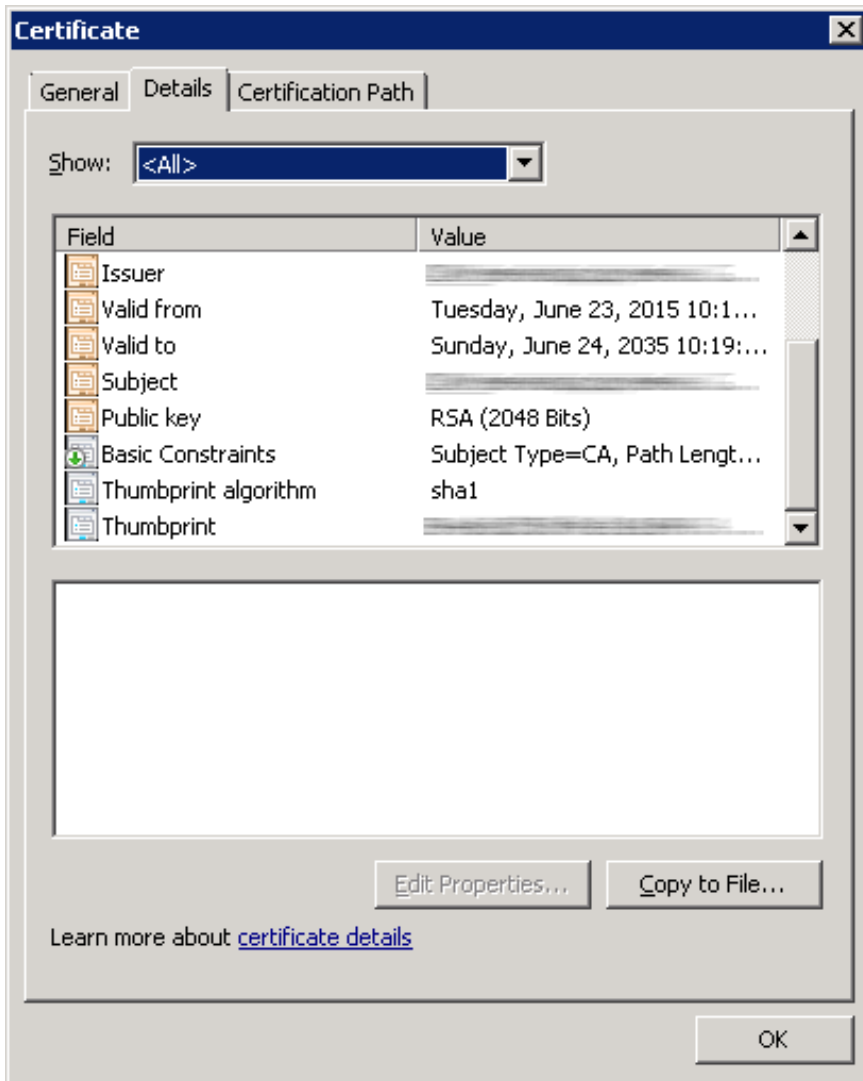 Certificate
General Details Certification Path
Show: <All>
Field Value
Issuer
Valid from Tuesday, June 23, 2015 10:1...
Valid to Sunday, June 24, 2035 10:19:...
Subject
Public key RSA (2048 Bits)
Basic Constraints Subject Type=CA, Path Lengt...
Thumbprint algorithm sha1
Thumbprint
Edit Properties... Copy to File...
Learn more about certificate details
OK